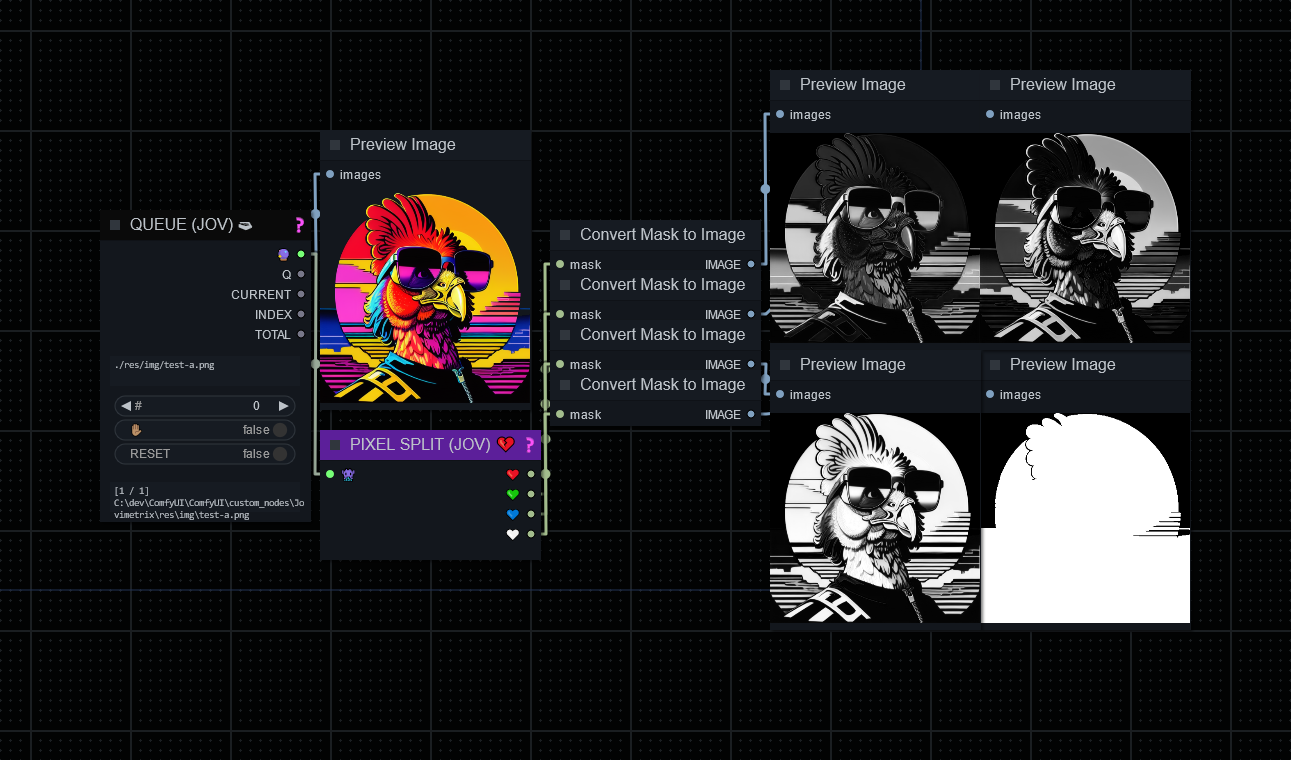 QUEUE (JOV)
?
Q
CURRENT
INDEX
TOTAL
./res/img/test-a.png
#
0
false
RESET
false
[1 / 1]
C:\dev\ComfyUI\ComfyUI\custom_nodes\Jo
vimetrix\res\img\test-a.png
Preview Image
images
PIXEL SPLIT (JOV)
?
Convert Mask to Image
mask IMAGE
Convert Mask to Image
mask IMAGE
Convert Mask to Image
mask IMAGE
Convert Mask to Image
mask IMAGE
Preview Image
images
Preview Image
images
Preview Image
images
Preview Image
images